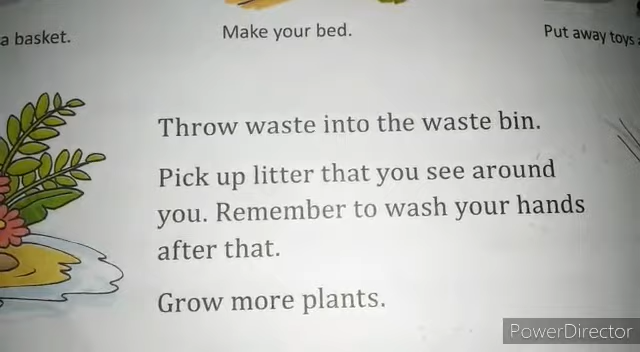 a basket.
Make your bed.
Put away toys
Throw waste into the waste bin.
Pick up litter that you see around
you. Remember to wash your hands
after that.
Grow more plants.
PowerDirector